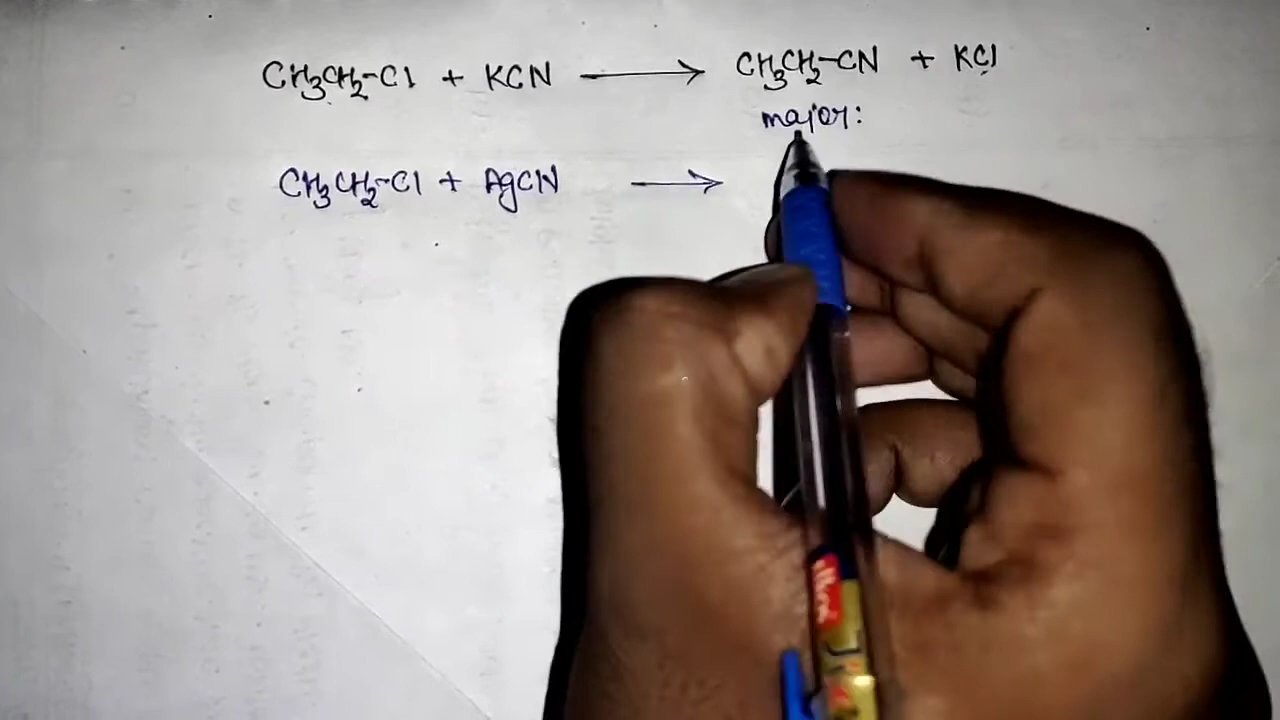 CH₃CH₂-Cl + KCN ⟶ CH₃CH₂-CN + KCl
major:
CH₃CH₂-Cl + AgCN ⟶